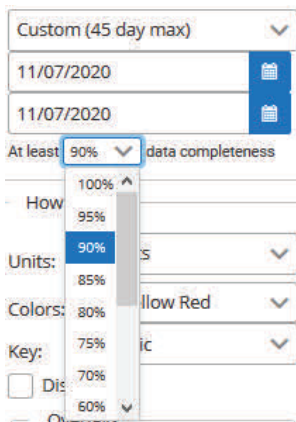 Custom (45 day max)
11/07/2020
11/07/2020
At least 90% data completeness
100%
How
95%
90%
Units:
85%
Colors: 80% llow Red
Key: 75% ic
70%
Dis
60%